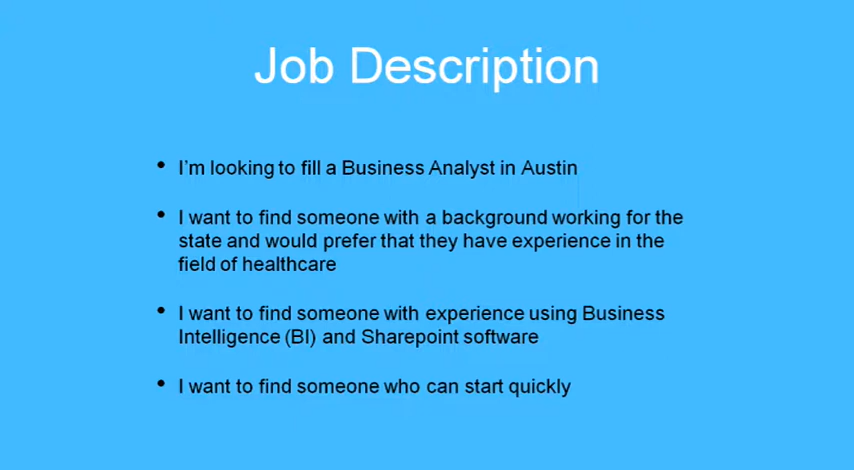 Job Description
• I'm looking to fill a Business Analyst in Austin
• I want to find someone with a background working for the
state and would prefer that they have experience in the
field of healthcare
• I want to find someone with experience using Business
Intelligence (BI) and Sharepoint software
• I want to find someone who can start quickly